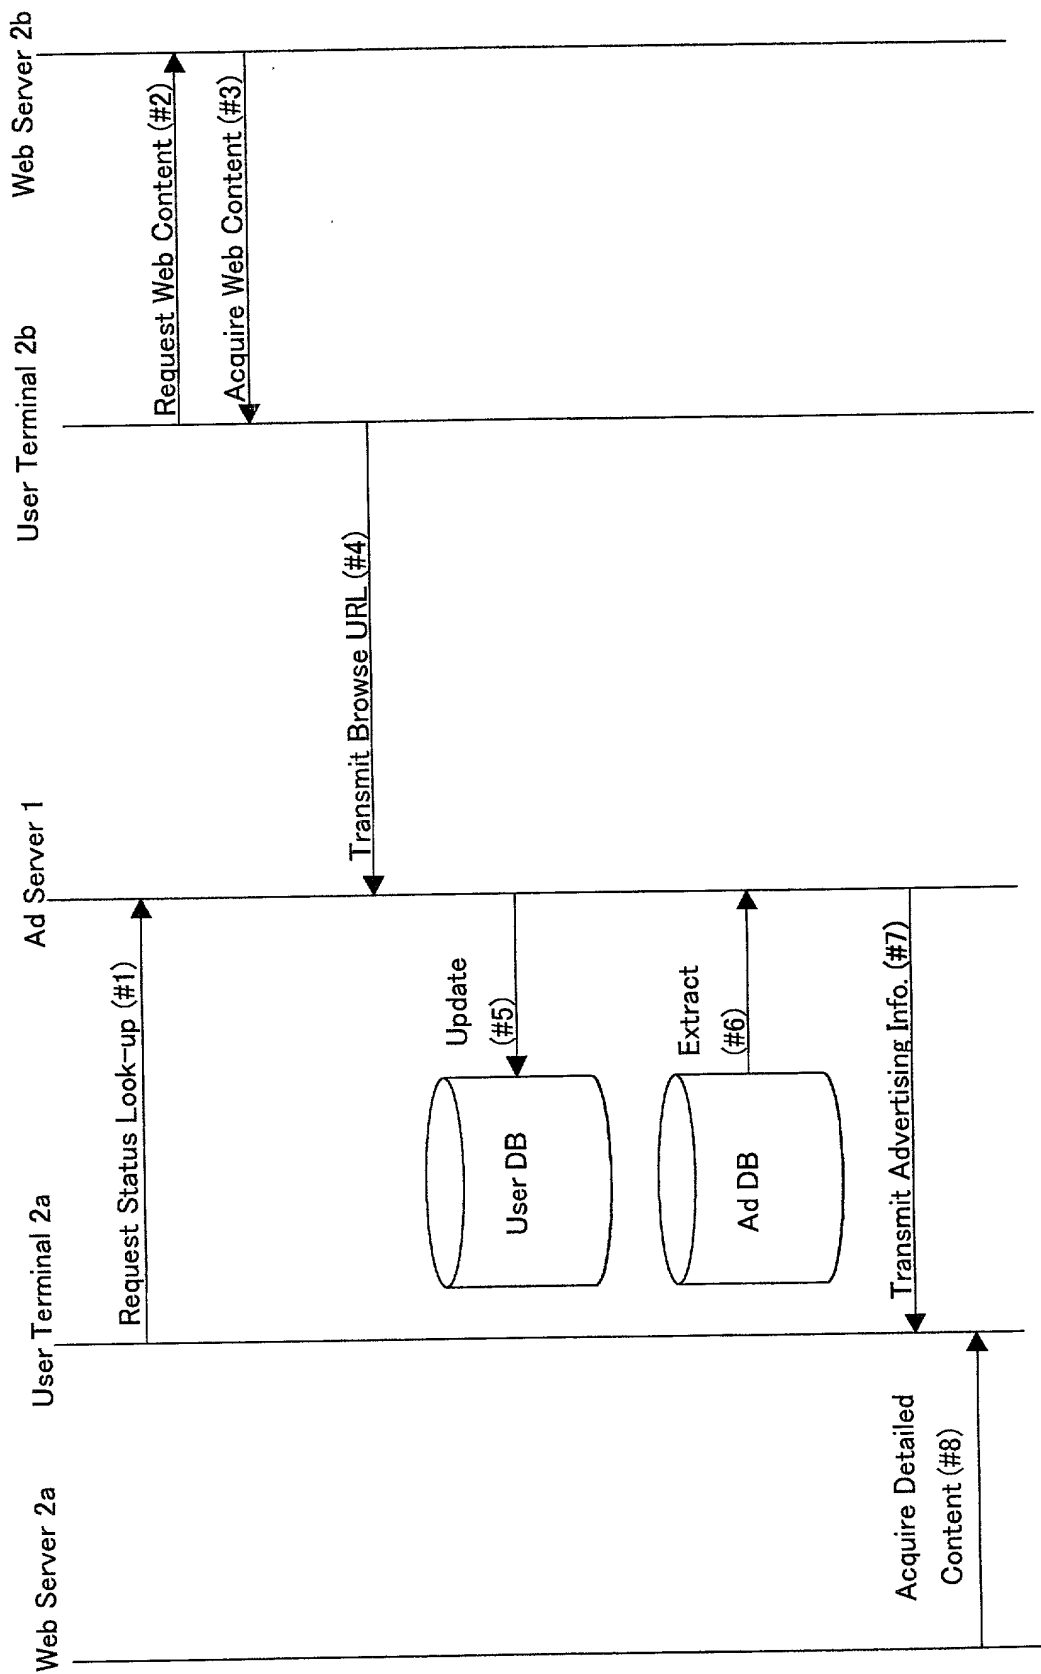 Web Server 2a
User Terminal 2a
Ad Server 1
User Terminal 2b
Web Server 2b
Request Status Look-up (#1)
Request Web Content (#2)
Acquire Web Content (#3)
Transmit Browse URL (#4)
Update
(#5)
User DB
Extract
(#6)
Ad DB
Transmit Advertising Info. (#7)
Acquire Detailed
Content (#8)